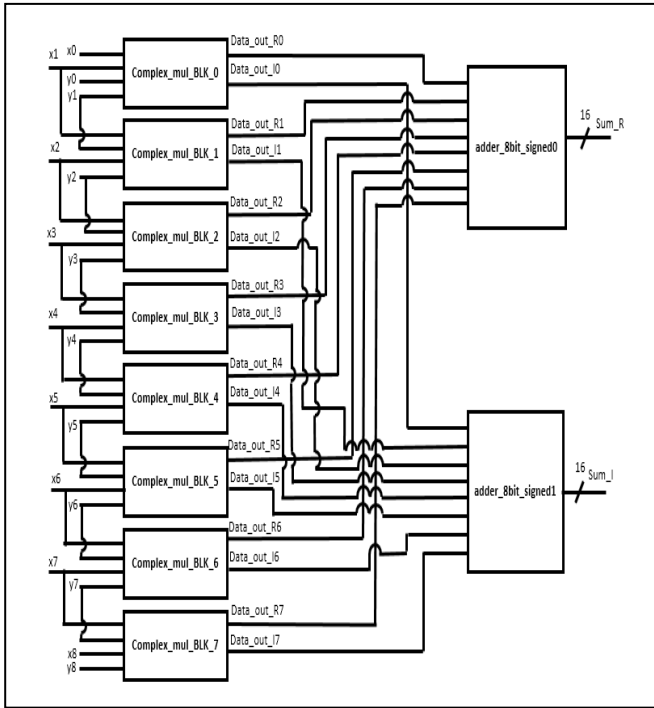 x0
x1
y0
y1
Complex_mul_BLK_0
Data_out_R0
Data_out_I0
x2
y2
Complex_mul_BLK_1
Data_out_R1
Data_out_I1
x3
y3
Complex_mul_BLK_2
Data_out_R2
Data_out_I2
x4
y4
Complex_mul_BLK_3
Data_out_R3
Data_out_I3
x5
y5
Complex_mul_BLK_4
Data_out_R4
Data_out_I4
x6
y6
Complex_mul_BLK_5
Data_out_R5
Data_out_I5
x7
y7
Complex_mul_BLK_6
Data_out_R6
Data_out_I6
x8
y8
Complex_mul_BLK_7
Data_out_R7
Data_out_I7
adder_8bit_signed0
16
Sum_R
adder_8bit_signed1
16
Sum_I